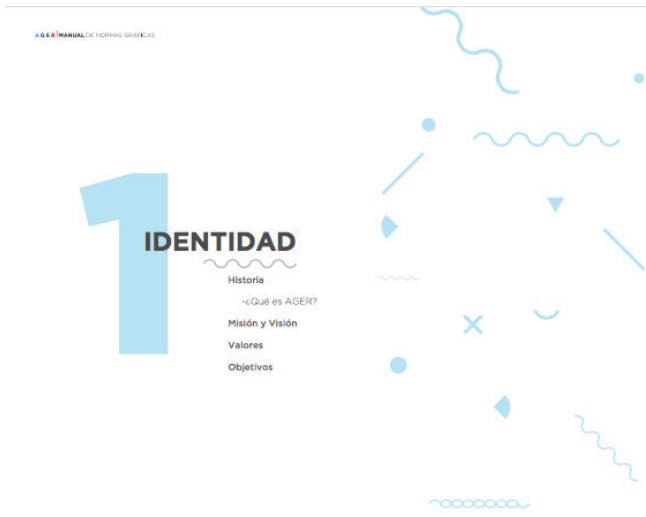 AGER|MANUAL DE NORMAS GRÁFICAS
1
IDENTIDAD
Historia
-¿Qué es AGER?
Misión y Visión
Valores
Objetivos